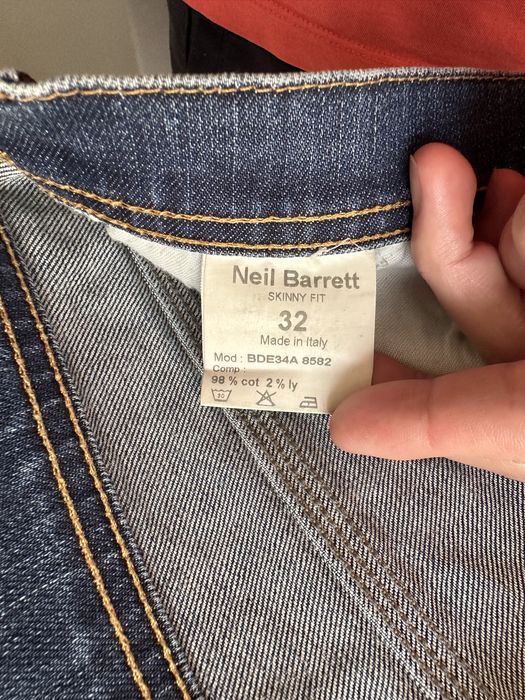 Neil Barrett
SKINNY FIT
32
Made in Italy
Mod : BDE34A 8582
Comp :
98 % cot 2 % ly
30